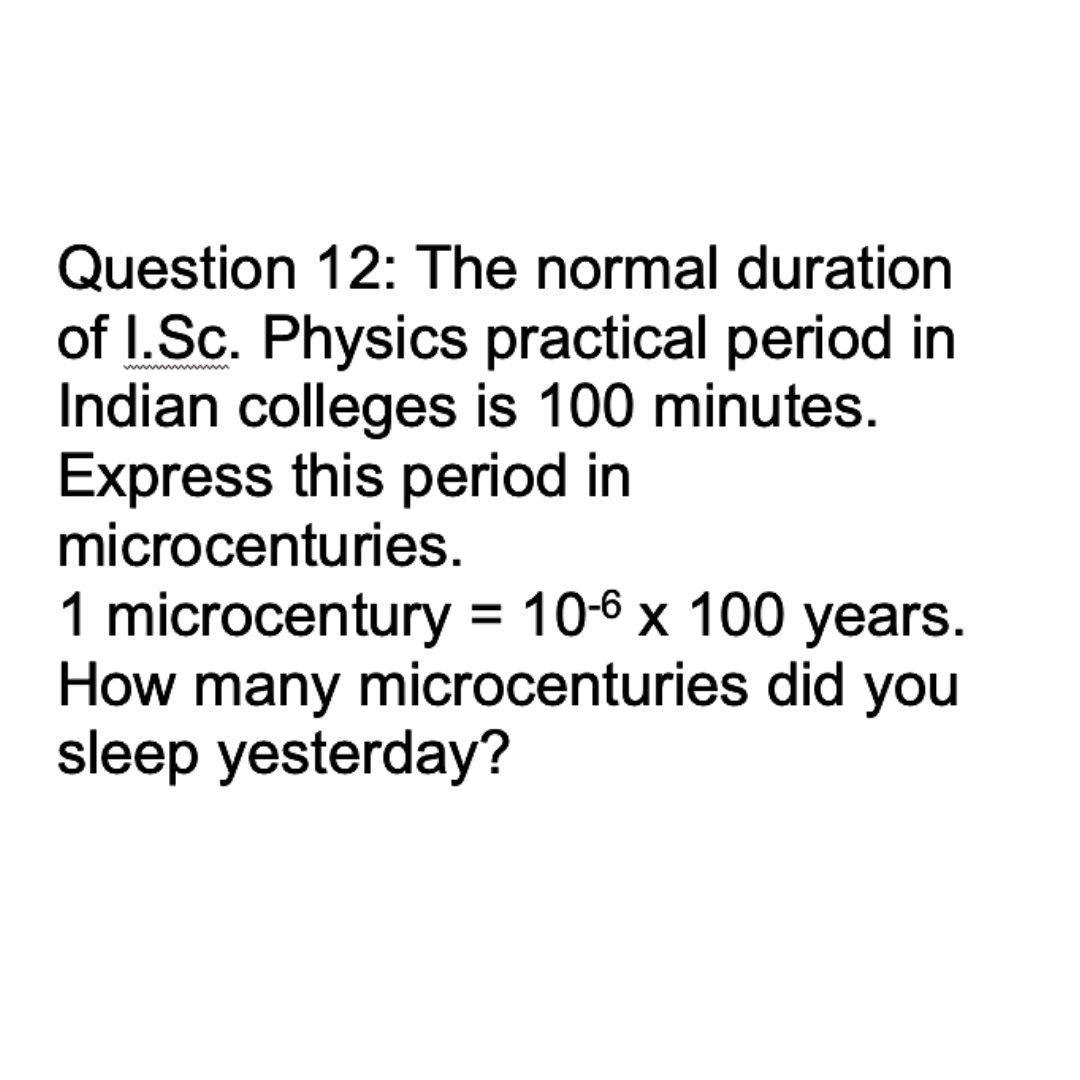 Question 12: The normal duration
of I.Sc. Physics practical period in
Indian colleges is 100 minutes.
Express this period in
microcenturies.
1 microcentury = 10⁻⁶ x 100 years.
How many microcenturies did you
sleep yesterday?